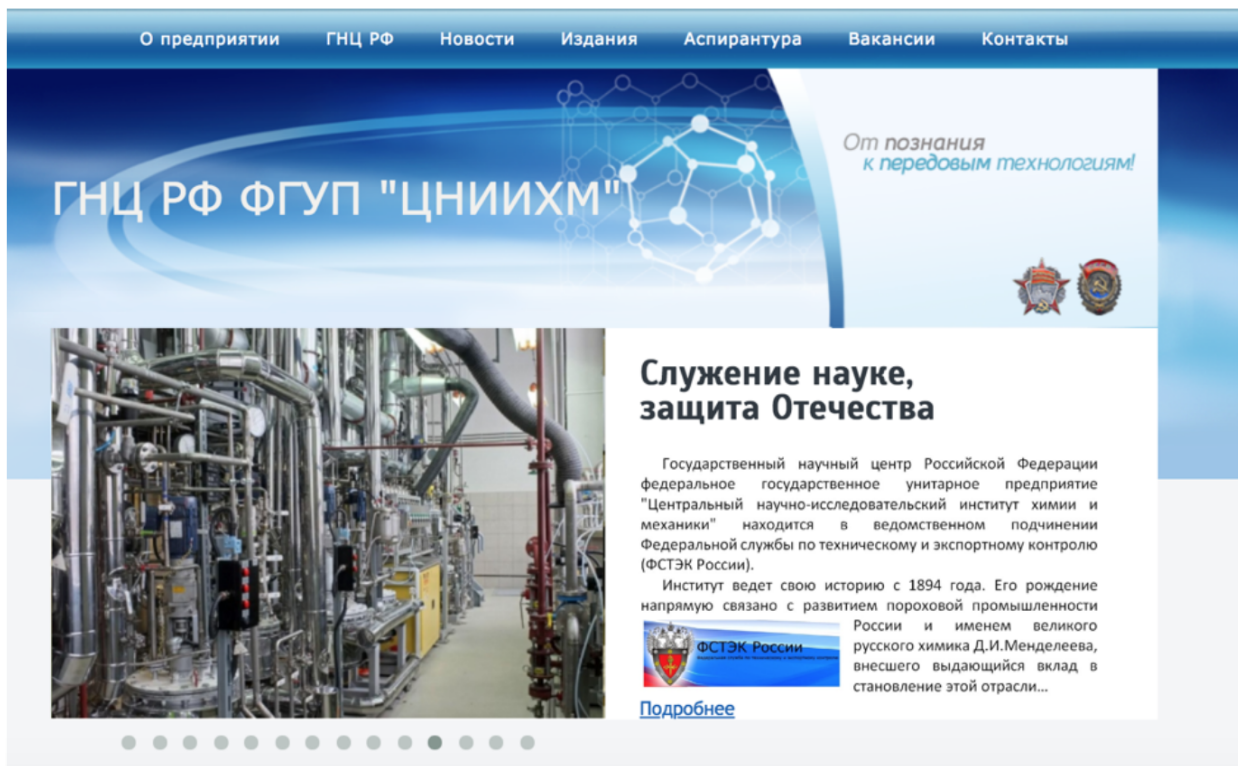 О предприятии ГНЦ РФ Новости Издания Аспирантура Вакансии Контакты
От познания
к передовым технологиям!
ГНЦ РФ ФГУП "ЦНИИХМ"
Служение науке,
защита Отечества
Государственный научный центр Российской Федерации
федеральное государственное унитарное предприятие
"Центральный научно-исследовательский институт химии и
механики" находится в ведомственном подчинении
Федеральной службы по техническому и экспортному контролю
(ФСТЭК России).
Институт ведет свою историю с 1894 года. Его рождение
напрямую связано с развитием пороховой промышленности
России и именем великого
русского химика Д.И.Менделеева,
внесшего выдающийся вклад в
становление этой отрасли...
ФСТЭК России
Подробнее